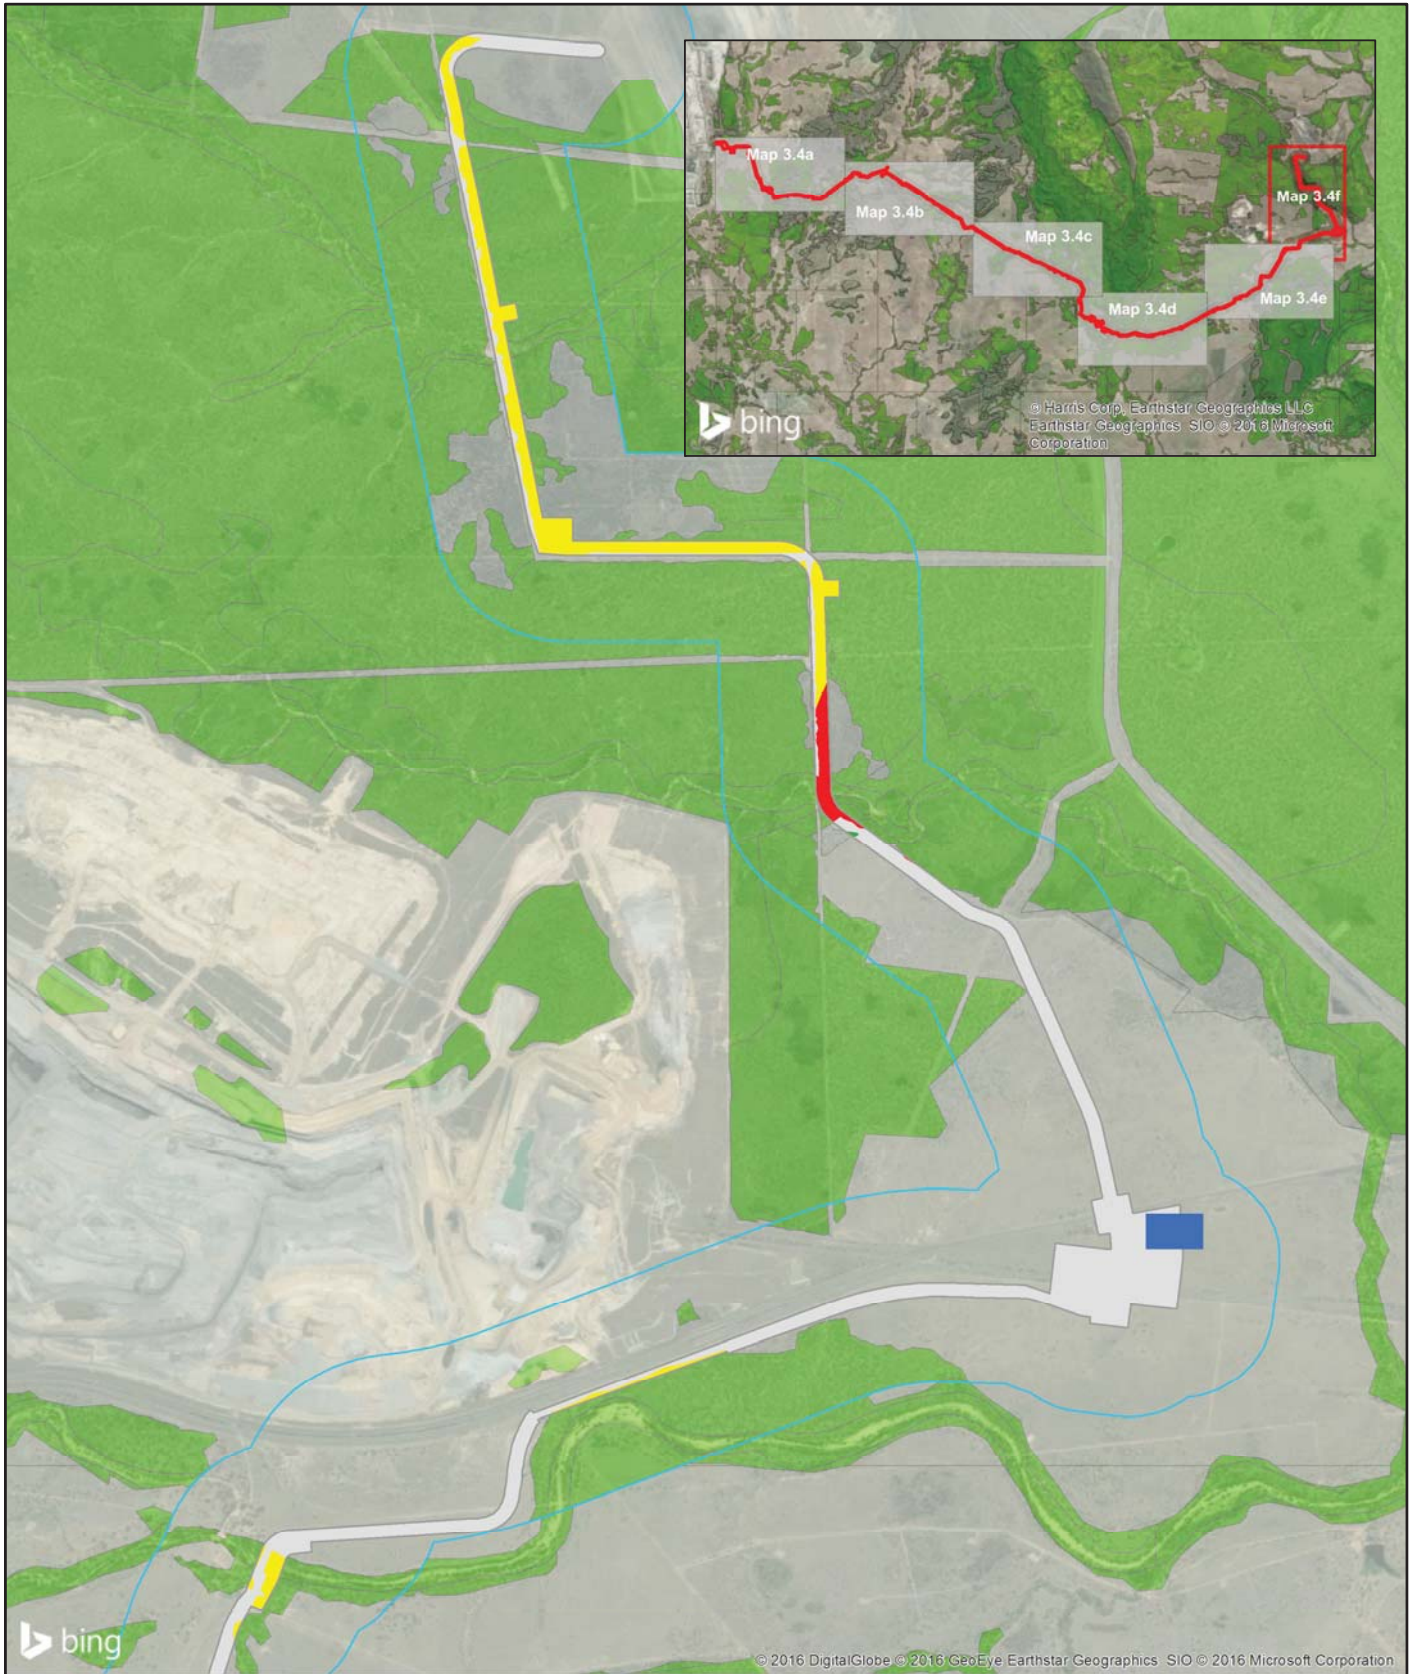 Map 3.4a
Map 3.4b
Map 3.4c
Map 3.4d
Map 3.4e
Map 3.4f
bing
© Harris Corp, Earthstar Geographics LLC
Earthstar Geographics SIO © 2016 Microsoft
Corporation
bing
© 2016 DigitalGlobe © 2016 GeoEye Earthstar Geographics SIO © 2016 Microsoft Corporation